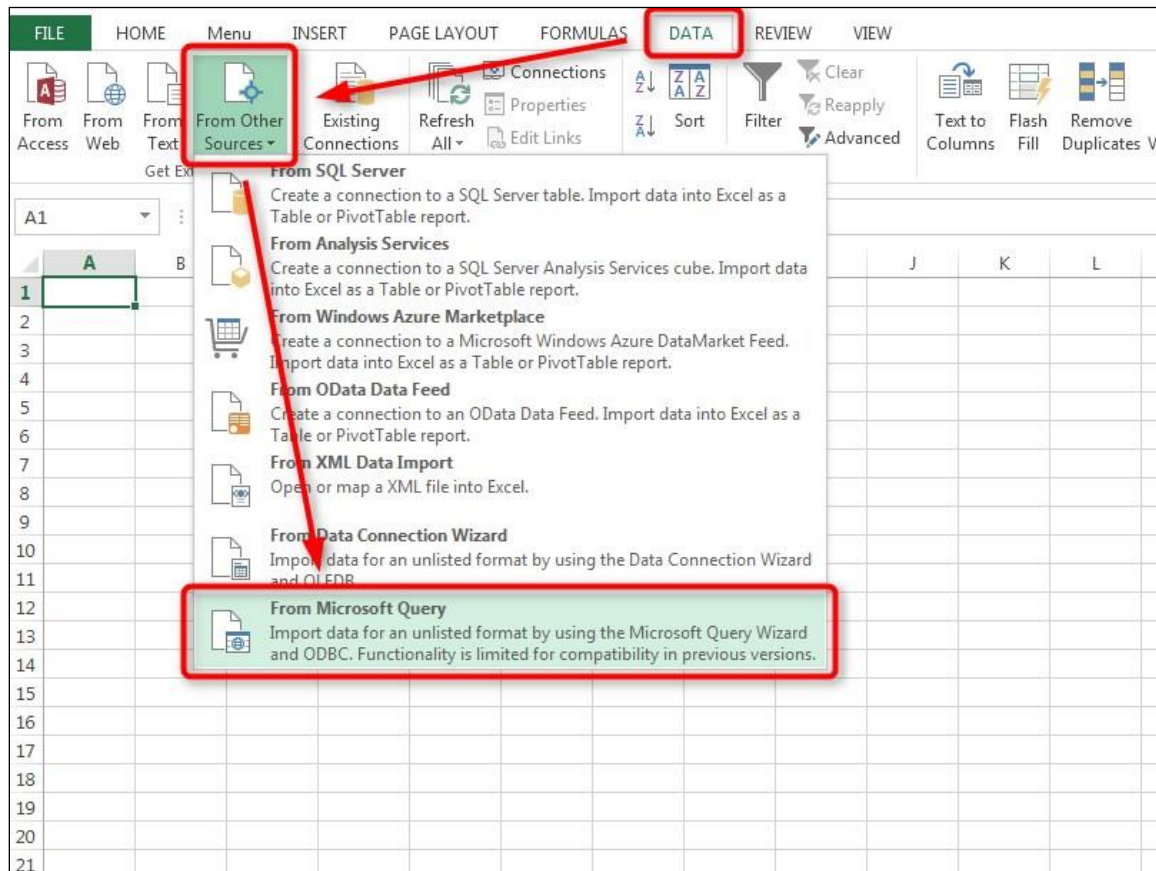 FILE HOME Menu INSERT PAGE LAYOUT FORMULAS DATA REVIEW VIEW
From Access
From Web
From Text
From Other Sources
Existing Connections
Refresh All
Connections
Properties
Edit Links
Sort
Filter
Clear
Reapply
Advanced
Text to Columns
Flash Fill
Remove Duplicates
Get
A1
From SQL Server
Create a connection to a SQL Server table. Import data into Excel as a
Table or PivotTable report.
From Analysis Services
Create a connection to a SQL Server Analysis Services cube. Import data
into Excel as a Table or PivotTable report.
From Windows Azure Marketplace
Create a connection to a Microsoft Windows Azure DataMarket Feed.
Import data into Excel as a Table or PivotTable report.
From OData Data Feed
Create a connection to an OData Data Feed. Import data into Excel as a
Table or PivotTable report.
From XML Data Import
Open or map a XML file into Excel.
From Data Connection Wizard
Import data for an unlisted format by using the Data Connection Wizard
and OLEDB.
From Microsoft Query
Import data for an unlisted format by using the Microsoft Query Wizard
and ODBC. Functionality is limited for compatibility in previous versions.
A B J K L
1
2
3
4
5
6
7
8
9
10
11
12
13
14
15
16
17
18
19
20
21